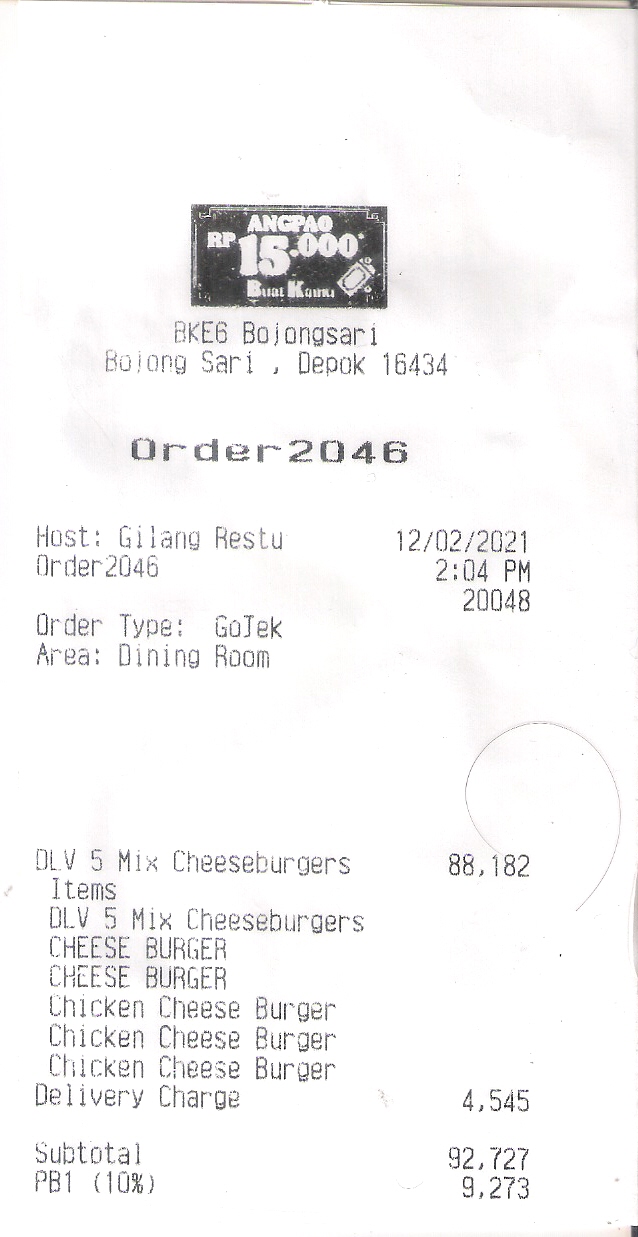 ANGPAO
RP 15.000*
Buat Kamu
BKE6 Bojongsari
Bojong Sari , Depok 16434
Order2046
Host: Gilang Restu 12/02/2021
Order2046 2:04 PM
20048
Order Type: GoJek
Area: Dining Room
DLV 5 Mix Cheeseburgers 88,182
Items
DLV 5 Mix Cheeseburgers
CHEESE BURGER
CHEESE BURGER
Chicken Cheese Burger
Chicken Cheese Burger
Chicken Cheese Burger
Delivery Charge 4,545
Subtotal 92,727
PB1 (10%) 9,273